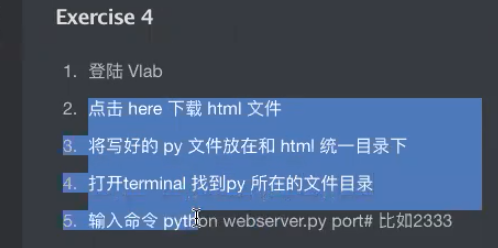 Exercise 4
1. 登陆 Vlab
2. 点击 here 下载 html 文件
3. 将写好的 py 文件放在和 html 统一目录下
4. 打开terminal 找到py 所在的文件目录
5. 输入命令 python webserver.py port# 比如2333